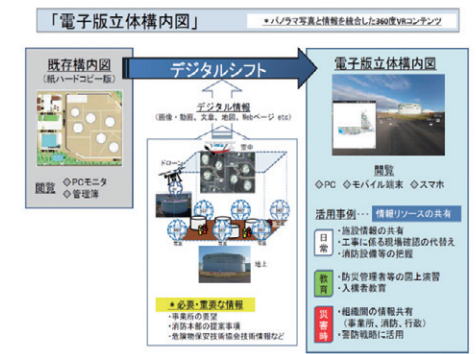 「電子版立体構内図」
＊パノラマ写真と情報を統合した360度VRコンテンツ
既存構内図
(紙ハードコピー版)
閲覧
◇PCモニタ
◇管理簿
デジタルシフト
デジタル情報
(画像・動画、文章、地図、Webページ etc)
ドローン
空中
地上
＊必要・重要な情報
・事業所の要望
・消防本部の提案事項
・危険物保安技術協会技術情報など
電子版立体構内図
閲覧
◇PC ◇モバイル端末 ◇スマホ
活用事例… 情報リソースの共有
日常
・施設情報の共有
・工事に係る現場確認の代替え
・消防設備等の把握
教育
・防災管理者等の図上演習
・入構者教育
災害時
・組織間の情報共有
(事業所、消防、行政)
・警防戦略に活用